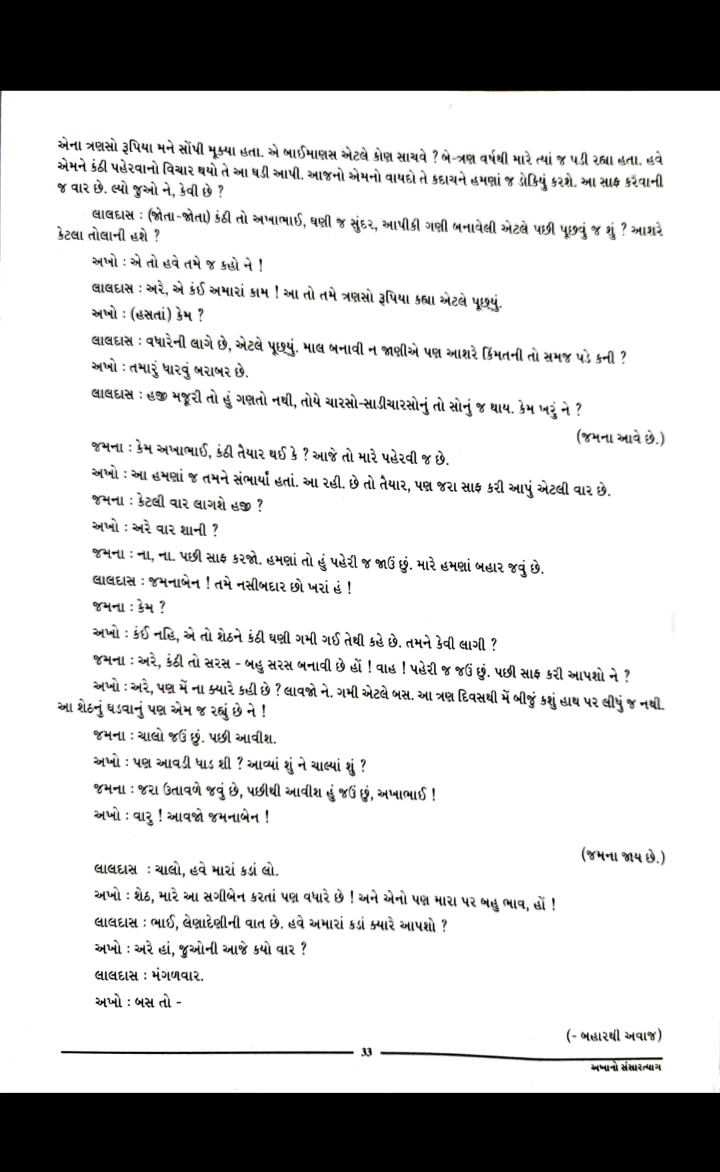 એના ત્રણસો રૂપિયા મને સોંપી મૂક્યા હતા. એ બાઈમાણસ એટલે કોણ સાચવે ? બે-ત્રણ વર્ષથી મારે ત્યાં જ પડી રહ્યા હતા. હવે
એમને કંઠી પહેરવાનો વિચાર થયો તે આ ઘડી આપી. આજનો એમનો વાયદો તે કદાચને હમણાં જ ડોકિયું કરશે. આ સાફ કરવાની
જ વાર છે. લ્યો જુઓ ને, કેવી છે ?
લાલદાસ : (જોતા-જોતા) કંઠી તો અખાભાઈ, ઘણી જ સુંદર, આપીકી ગણી બનાવેલી એટલે પછી પૂછવું જ શું ? આશરે
કેટલા તોલાની હશે ?
અખો : એ તો હવે તમે જ કહો ને !
લાલદાસ : અરે, એ કંઈ અમારાં કામ ! આ તો તમે ત્રણસો રૂપિયા કહ્યા એટલે પૂછ્યું.
અખો : (હસતાં) કેમ ?
લાલદાસ : વધારેની લાગે છે, એટલે પૂછ્યું. માલ બનાવી ન જાણીએ પણ આશરે કિંમતની તો સમજ પડે કની ?
અખો : તમારું ધારવું બરાબર છે.
લાલદાસ : હજી મજૂરી તો હું ગણતો નથી, તોયે ચારસો-સાડીચારસોનું તો સોનું જ થાય. કેમ ખરું ને ?
(જમના આવે છે.)
જમના : કેમ અખાભાઈ, કંઠી તૈયાર થઈ કે ? આજે તો મારે પહેરવી જ છે.
અખો : આ હમણાં જ તમને સંભાર્યાં હતાં. આ રહી. છે તો તૈયાર, પણ જરા સાફ કરી આપું એટલી વાર છે.
જમના : કેટલી વાર લાગશે હજી ?
અખો : અરે વાર શાની ?
જમના : ના, ના. પછી સાફ કરજો. હમણાં તો હું પહેરી જ જાઉં છું. મારે હમણાં બહાર જવું છે.
લાલદાસ : જમનાબેન ! તમે નસીબદાર છો ખરાં હં !
જમના : કેમ ?
અખો : કંઈ નહિ, એ તો શેઠને કંઠી ઘણી ગમી ગઈ તેથી કહે છે. તમને કેવી લાગી ?
જમના : અરે, કંઠી તો સરસ - બહુ સરસ બનાવી છે હોં ! વાહ ! પહેરી જ જઉં છું. પછી સાફ કરી આપશો ને ?
અખો : અરે, પણ મેં ના ક્યારે કહી છે ? લાવજો ને. ગમી એટલે બસ. આ ત્રણ દિવસથી મેં બીજું કશું હાથ પર લીધું જ નથી.
આ શેઠનું ઘડવાનું પણ એમ જ રહ્યું છે ને !
જમના : ચાલો જઉં છું. પછી આવીશ.
અખો : પણ આવડી ધાડ શી ? આવ્યાં શું ને ચાલ્યાં શું ?
જમના : જરા ઉતાવળે જવું છે, પછીથી આવીશ હું જઉં છું, અખાભાઈ !
અખો : વારુ ! આવજો જમનાબેન !
(જમના જાય છે.)
લાલદાસ : ચાલો, હવે મારાં કડાં લો.
અખો : શેઠ, મારે આ સગીબેન કરતાં પણ વધારે છે ! અને એનો પણ મારા પર બહુ ભાવ, હોં !
લાલદાસ : ભાઈ, લેણાદેણીની વાત છે. હવે અમારાં કડાં ક્યારે આપશો ?
અખો : અરે હાં, જુઓની આજે કયો વાર ?
લાલદાસ : મંગળવાર.
અખો : બસ તો -
(- બહારથી અવાજ)
33
અખાનો સંસારત્યાગ